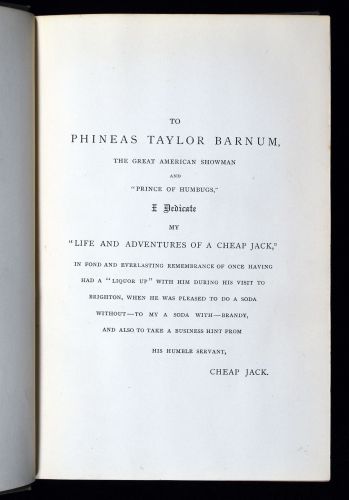 TO
PHINEAS TAYLOR BARNUM,
THE GREAT AMERICAN SHOWMAN
AND
"PRINCE OF HUMBUGS,"
I Dedicate
MY
"LIFE AND ADVENTURES OF A CHEAP JACK,"
IN FOND AND EVERLASTING REMEMBRANCE OF ONCE HAVING
HAD A "LIQUOR UP" WITH HIM DURING HIS VISIT TO
BRIGHTON, WHEN HE WAS PLEASED TO DO A SODA
WITHOUT—TO MY A SODA WITH—BRANDY,
AND ALSO TO TAKE A BUSINESS HINT FROM
HIS HUMBLE SERVANT,
CHEAP JACK.